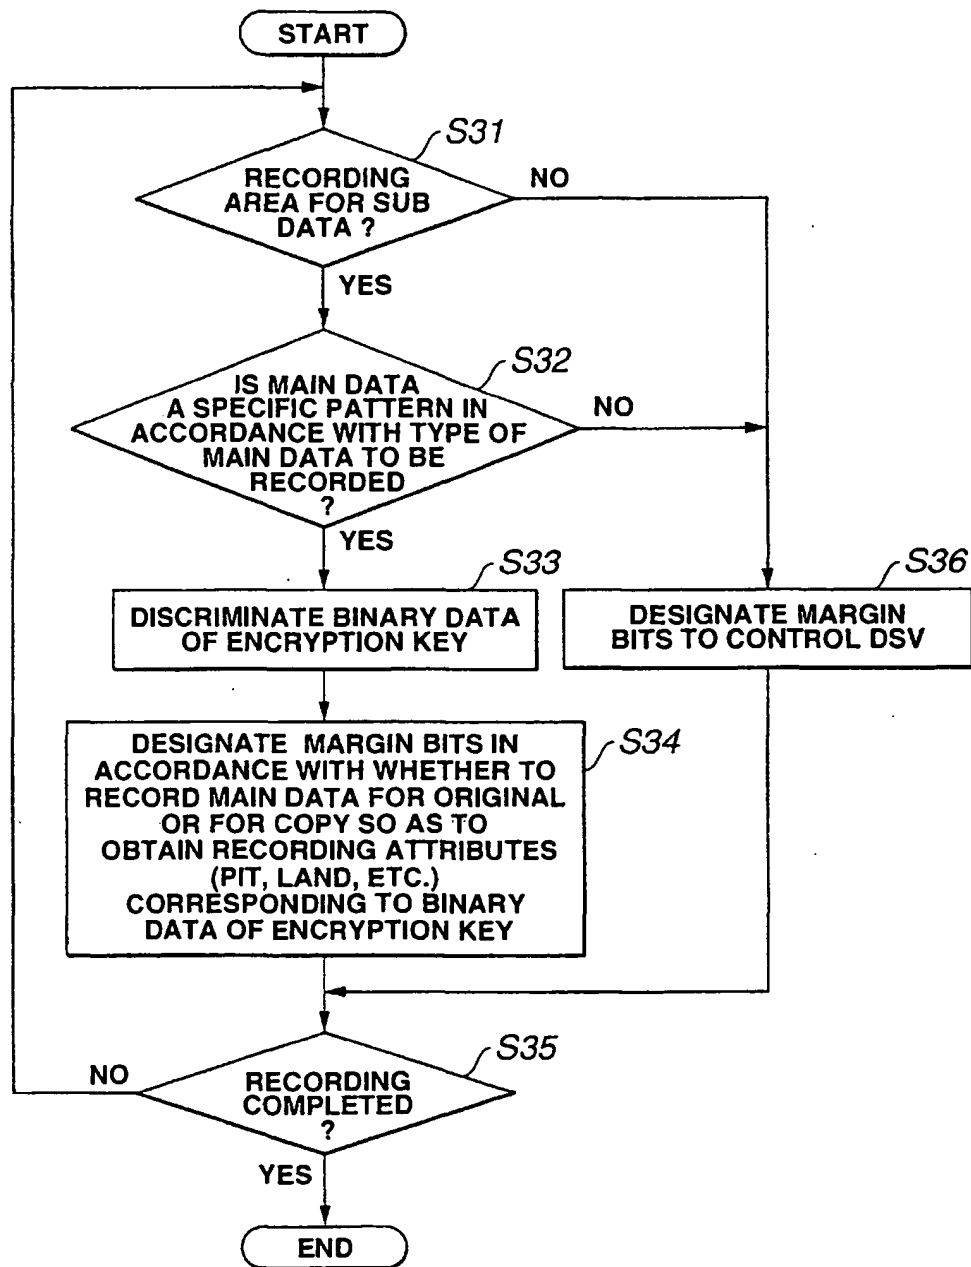 START
S31
RECORDING
AREA FOR SUB
DATA ?
NO
YES
S32
IS MAIN DATA
A SPECIFIC PATTERN IN
ACCORDANCE WITH TYPE OF
MAIN DATA TO BE
RECORDED
?
NO
YES
S33
DISCRIMINATE BINARY DATA
OF ENCRYPTION KEY
S36
DESIGNATE MARGIN
BITS TO CONTROL DSV
S34
DESIGNATE MARGIN BITS IN
ACCORDANCE WITH WHETHER TO
RECORD MAIN DATA FOR ORIGINAL
OR FOR COPY SO AS TO
OBTAIN RECORDING ATTRIBUTES
(PIT, LAND, ETC.)
CORRESPONDING TO BINARY
DATA OF ENCRYPTION KEY
S35
NO
RECORDING
COMPLETED
?
YES
END